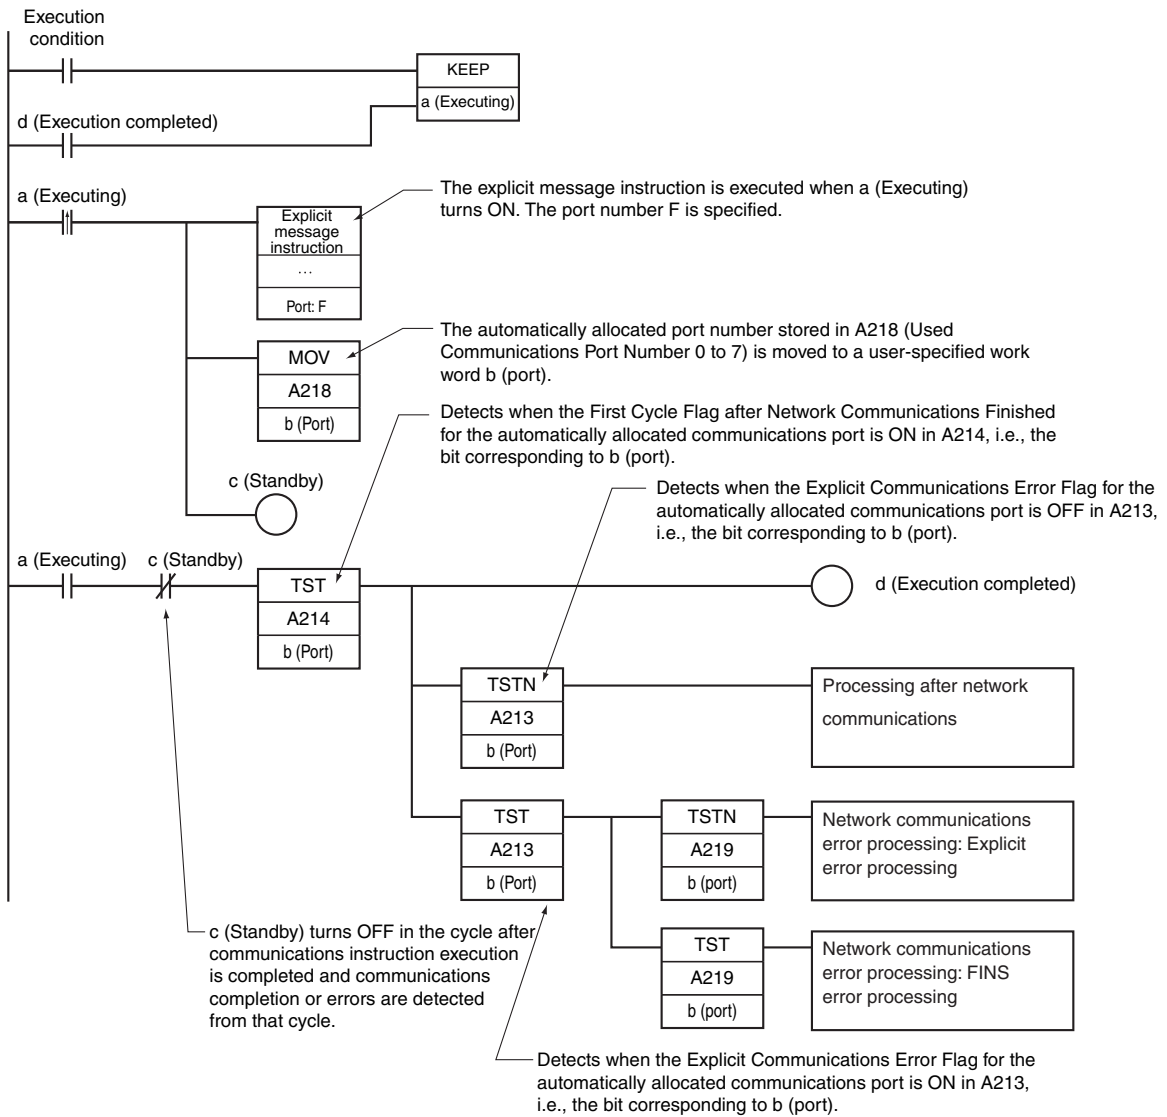 Execution
condition
KEEP
a (Executing)
d (Execution completed)
a (Executing)
The explicit message instruction is executed when a (Executing)
turns ON. The port number F is specified.
Explicit
message
instruction
...
Port: F
The automatically allocated port number stored in A218 (Used
Communications Port Number 0 to 7) is moved to a user-specified work
word b (port).
MOV
A218
b (Port)
Detects when the First Cycle Flag after Network Communications Finished
for the automatically allocated communications port is ON in A214, i.e., the
bit corresponding to b (port).
c (Standby)
Detects when the Explicit Communications Error Flag for the
automatically allocated communications port is OFF in A213,
i.e., the bit corresponding to b (port).
a (Executing)
c (Standby)
TST
A214
b (Port)
d (Execution completed)
TSTN
A213
b (Port)
Processing after network
communications
TST
A213
b (Port)
TSTN
A219
b (port)
Network communications
error processing: Explicit
error processing
c (Standby) turns OFF in the cycle after
communications instruction execution
is completed and communications
completion or errors are detected
from that cycle.
TST
A219
b (port)
Network communications
error processing: FINS
error processing
Detects when the Explicit Communications Error Flag for the
automatically allocated communications port is ON in A213,
i.e., the bit corresponding to b (port).